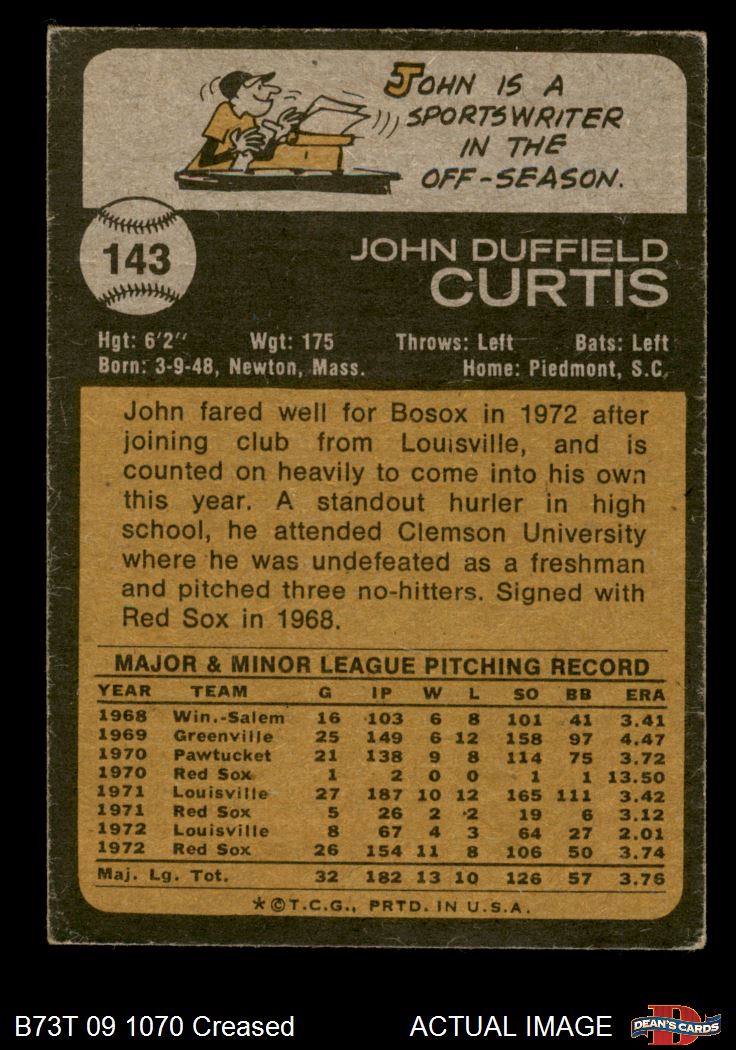 JOHN IS A
SPORTSWRITER
IN THE
OFF-SEASON.
143
JOHN DUFFIELD
CURTIS
Hgt: 6'2" Wgt: 175 Throws: Left Bats: Left
Born: 3-9-48, Newton, Mass. Home: Piedmont, S.C.
John fared well for Bosox in 1972 after
joining club from Louisville, and is
counted on heavily to come into his own
this year. A standout hurler in high
school, he attended Clemson University
where he was undefeated as a freshman
and pitched three no-hitters. Signed with
Red Sox in 1968.
MAJOR & MINOR LEAGUE PITCHING RECORD
YEAR TEAM G IP W L SO BB ERA
1968 Win.-Salem 16 103 6 8 101 41 3.41
1969 Greenville 25 149 6 12 158 97 4.47
1970 Pawtucket 21 138 9 8 114 75 3.72
1970 Red Sox 1 2 0 0 1 1 13.50
1971 Louisville 27 187 10 12 165 111 3.42
1971 Red Sox 5 26 2 2 19 6 3.12
1972 Louisville 8 67 4 3 64 27 2.01
1972 Red Sox 26 154 11 8 106 50 3.74
Maj. Lg. Tot. 32 182 13 10 126 57 3.76
*©T.C.G., PRTD. IN U.S.A.
B73T 09 1070 Creased ACTUAL IMAGE DEAN'S CARDS